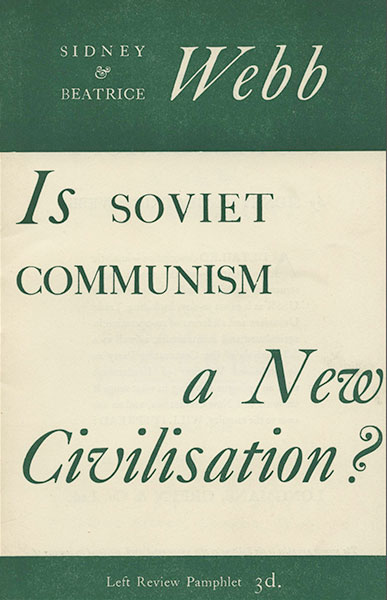 SIDNEY
&
BEATRICE
Webb
Is SOVIET
COMMUNISM
a New
Civilisation?
Left Review Pamphlet 3d.